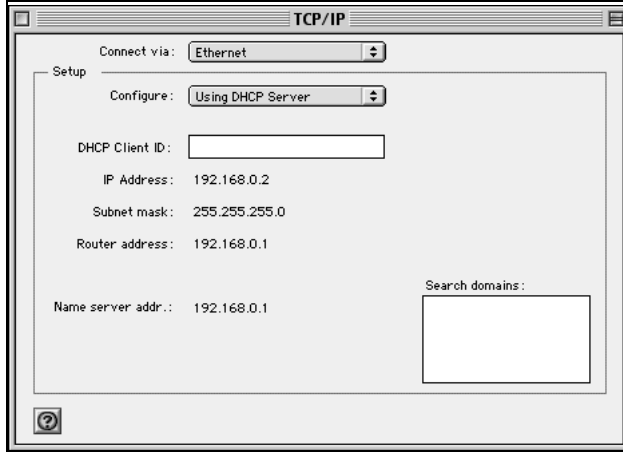 TCP/IP
Connect via: Ethernet
Setup
Configure: Using DHCP Server
DHCP Client ID:
IP Address: 192.168.0.2
Subnet mask: 255.255.255.0
Router address: 192.168.0.1
Search domains:
Name server addr.: 192.168.0.1
?